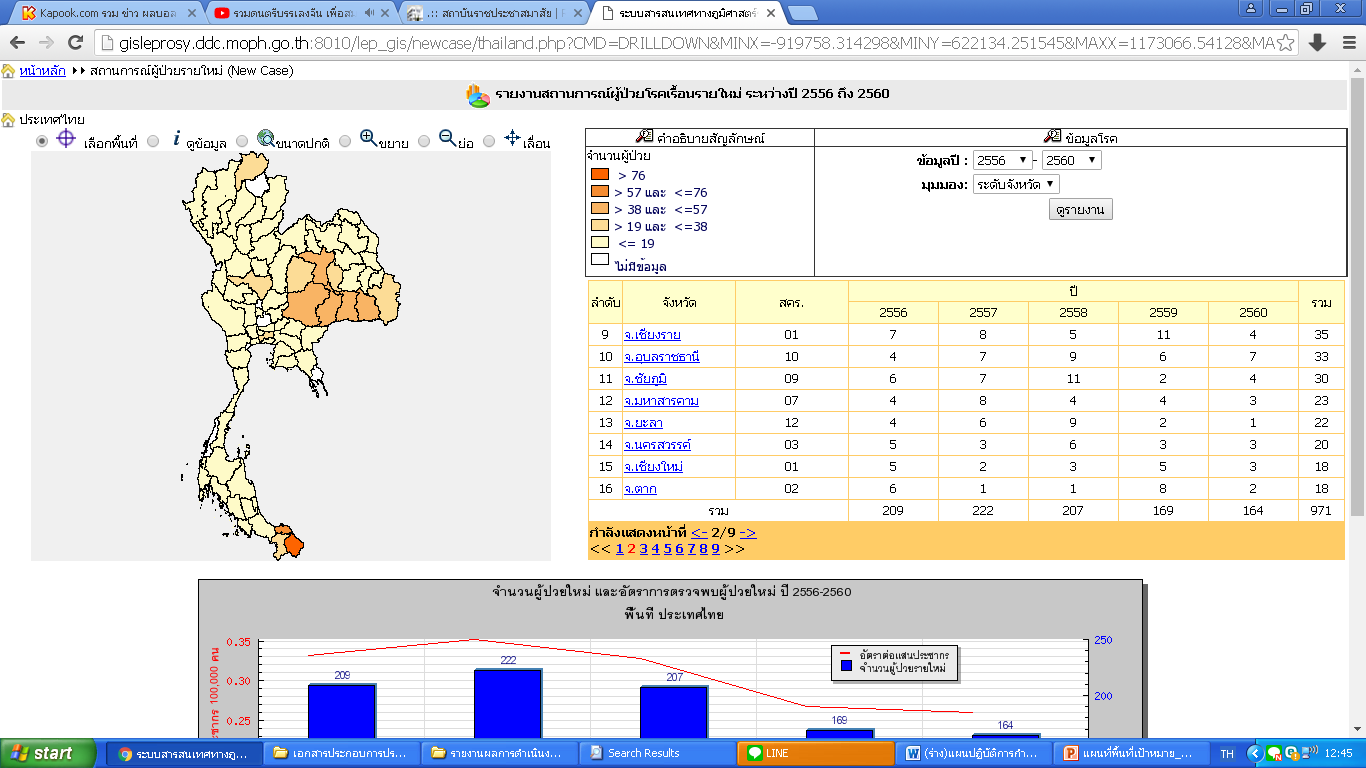 Kapook.com รวม ข่าว ผลบอล
รวมดนตรีบรรเลงจีน เพื่อสม
.:: สถาบันราชประชาสมาสัย | R
ระบบสารสนเทศทางภูมิศาสตร์
gisleprosy.ddc.moph.go.th:8010/lep_gis/newcase/thailand.php?CMD=DRILLDOWN&MINX=-919758.314298&MINY=622134.251545&MAXX=1173066.54128&MA
หน้าหลัก สถานการณ์ผู้ป่วยรายใหม่ (New Case)
รายงานสถานการณ์ผู้ป่วยโรคเรื้อนรายใหม่ ระหว่างปี 2556 ถึง 2560
ประเทศไทย
เลือกพื้นที่ i ดูข้อมูล ขนาดปกติ ขยาย ย่อ เลื่อน
คำอธิบายสัญลักษณ์ ข้อมูลโรค
จำนวนผู้ป่วย
> 76
> 57 และ <=76
> 38 และ <=57
> 19 และ <=38
<= 19
ไม่มีข้อมูล
ข้อมูลปี : 2556 - 2560
มุมมอง: ระดับจังหวัด
ดูรายงาน
ลำดับ จังหวัด สคร. ปี รวม
2556 2557 2558 2559 2560
9 จ.เชียงราย 01 7 8 5 11 4 35
10 จ.อุบลราชธานี 10 4 7 9 6 7 33
11 จ.ชัยภูมิ 09 6 7 11 2 4 30
12 จ.มหาสารคาม 07 4 8 4 4 3 23
13 จ.ยะลา 12 4 6 9 2 1 22
14 จ.นครสวรรค์ 03 5 3 6 3 3 20
15 จ.เชียงใหม่ 01 5 2 3 5 3 18
16 จ.ตาก 02 6 1 1 8 2 18
รวม 209 222 207 169 164 971
กำลังแสดงหน้าที่ <- 2/9 ->
<< 1 2 3 4 5 6 7 8 9 >>
จำนวนผู้ป่วยใหม่ และอัตราการตรวจพบผู้ป่วยใหม่ ปี 2556-2560
พื้นที่ ประเทศไทย
0.35 250
อัตราต่อแสนประชากร
จำนวนผู้ป่วยรายใหม่
209 222 207
0.30 200
0.25
169 164
ชากร 100,000 คน
start
ระบบสารสนเทศทางภู...
เอกสารประกอบการปร...
รายงานผลการดำเนินง...
Search Results
LINE
(ร่าง)แผนปฏิบัติการกำ...
แผนที่พื้นที่เป้าหมาย_...
TH
12:45